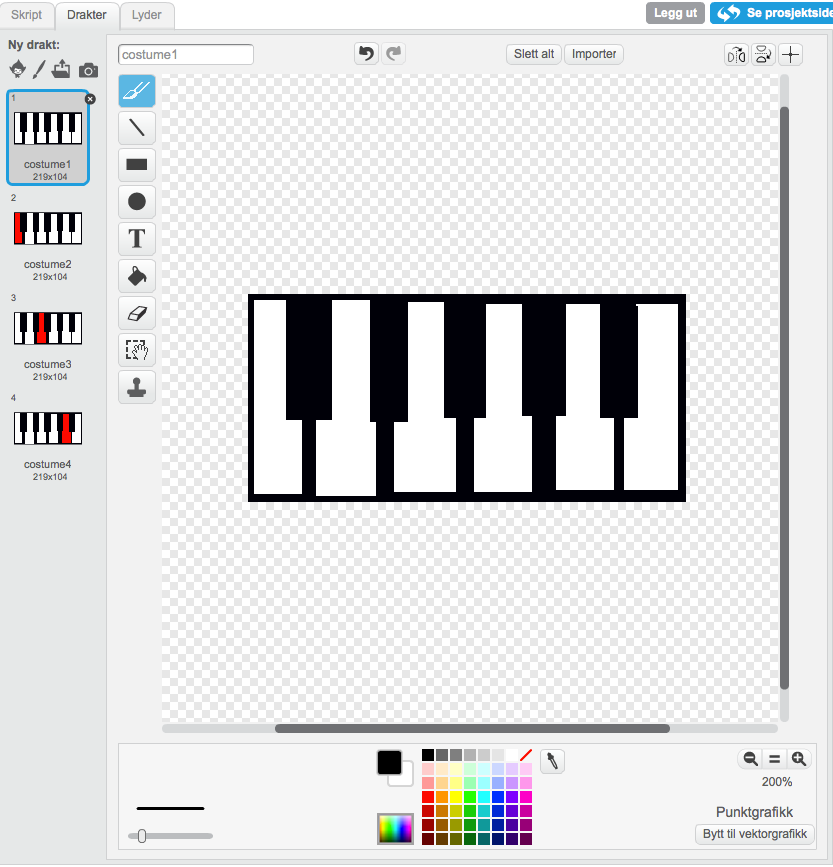 Skript Drakter Lyder
Legg ut Se prosjektside
Ny drakt:
costume1 Slett alt Importer
T
1
costume1
219x104
2
costume2
219x104
3
costume3
219x104
4
costume4
219x104
200%
Punktgrafikk
Bytt til vektorgrafikk